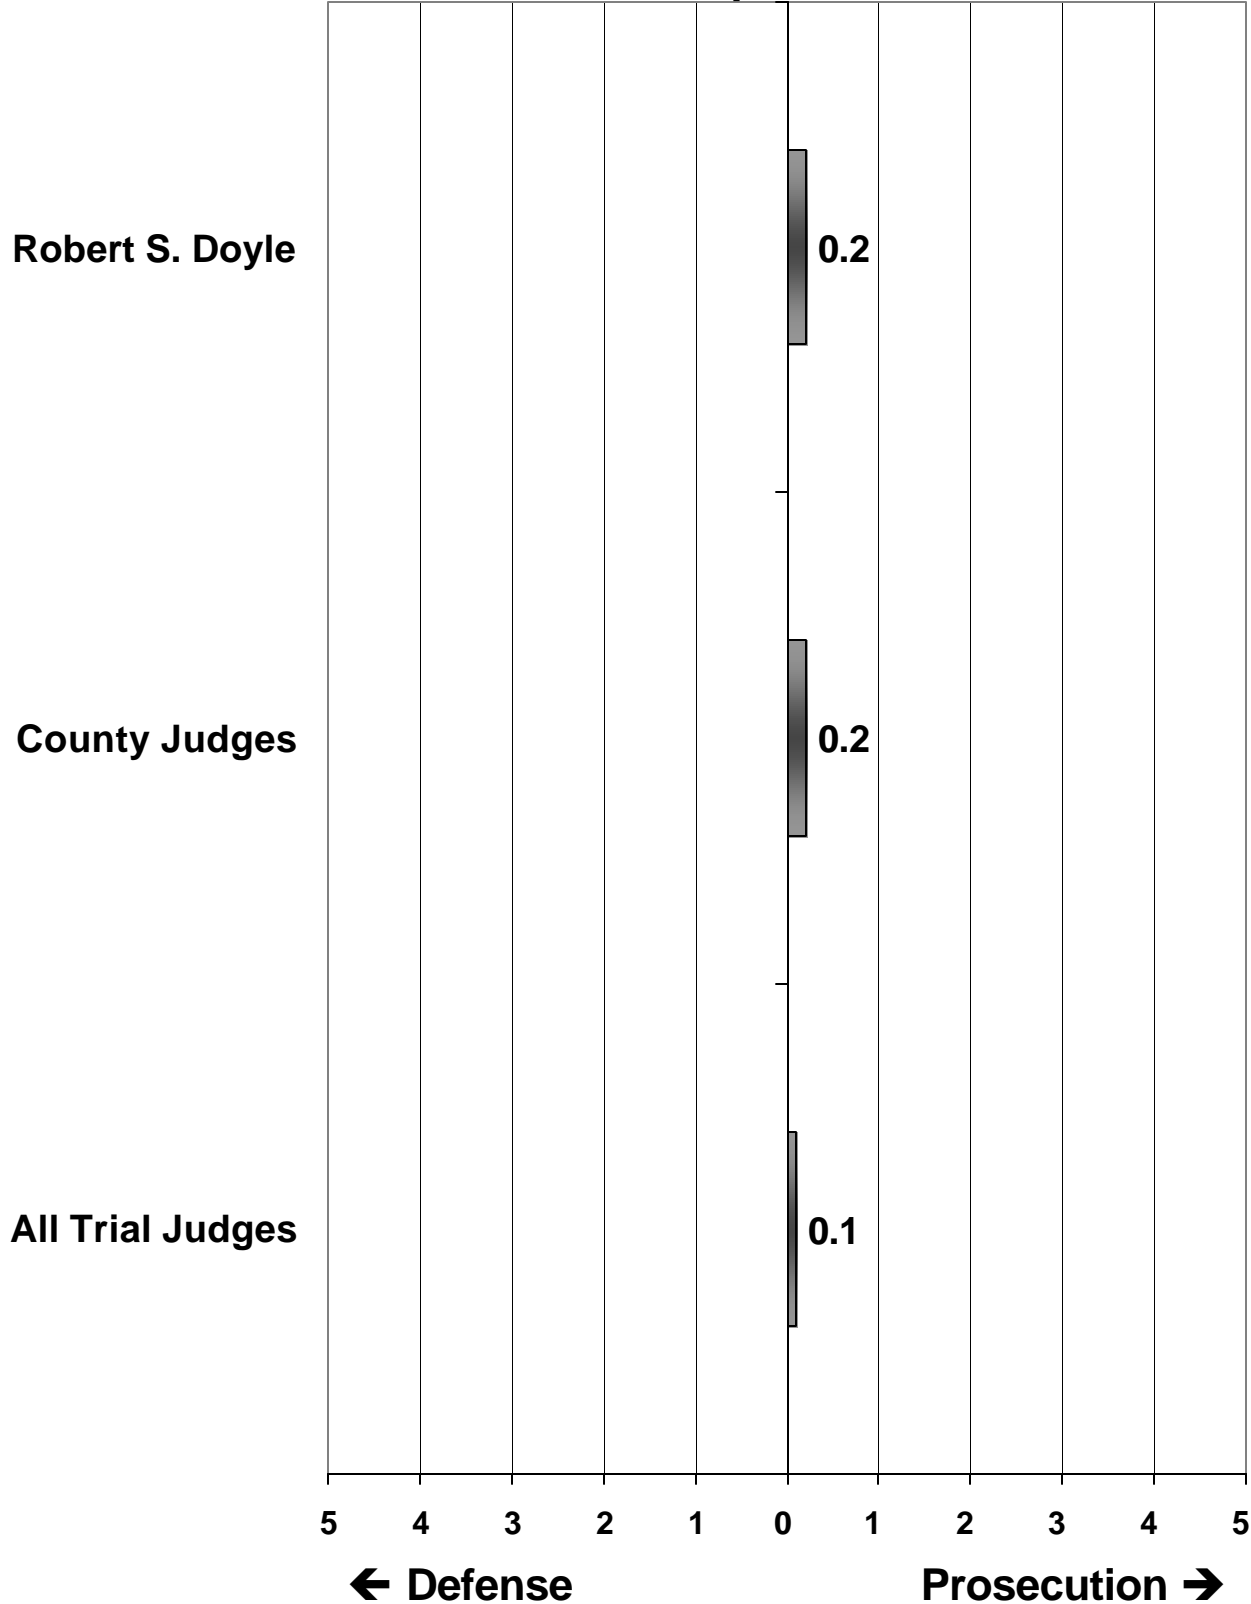 Robert S. Doyle
0.2
County Judges
0.2
All Trial Judges
0.1
5 4 3 2 1 0 1 2 3 4 5
← Defense Prosecution →